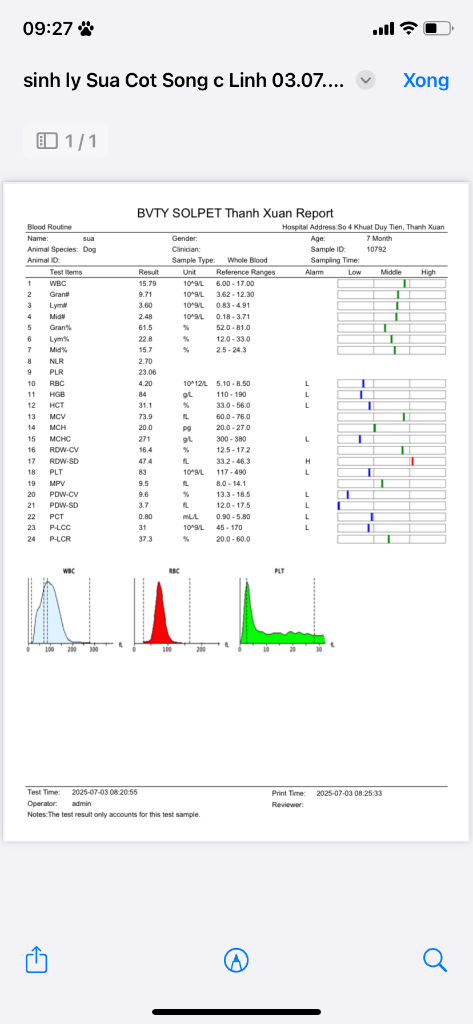 09:27
sinh ly Sua Cot Song c Linh 03.07.... Xong
1/1
BVTY SOLPET Thanh Xuan Report
Blood Routine Hospital Address:So 4 Khuat Duy Tien, Thanh Xuan
Name: sua Gender: Age: 7 Month
Animal Species: Dog Clinician: Sample ID: 10792
Animal ID: Sample Type: Whole Blood Sampling Time:
Test Items Result Unit Reference Ranges Alarm Low Middle High
1 WBC 15.79 10^9/L 6.00 - 17.00
2 Gran# 9.71 10^9/L 3.62 - 12.30
3 Lym# 3.60 10^9/L 0.83 - 4.91
4 Mid# 2.48 10^9/L 0.18 - 3.71
5 Gran% 61.5 % 52.0 - 81.0
6 Lym% 22.8 % 12.0 - 33.0
7 Mid% 15.7 % 2.5 - 24.3
8 NLR 2.70
9 PLR 23.06
10 RBC 4.20 10^12/L 5.10 - 8.50 L
11 HGB 84 g/L 110 - 190 L
12 HCT 31.1 % 33.0 - 56.0 L
13 MCV 73.9 fL 60.0 - 76.0
14 MCH 20.0 pg 20.0 - 27.0
15 MCHC 271 g/L 300 - 380 L
16 RDW-CV 16.4 % 12.5 - 17.2
17 RDW-SD 47.4 fL 33.2 - 46.3 H
18 PLT 83 10^9/L 117 - 490 L
19 MPV 9.5 fL 8.0 - 14.1
20 PDW-CV 9.6 % 13.3 - 18.5 L
21 PDW-SD 3.7 fL 12.0 - 17.5 L
22 PCT 0.80 mL/L 0.90 - 5.80 L
23 P-LCC 31 10^9/L 45 - 170 L
24 P-LCR 37.3 % 20.0 - 60.0
WBC RBC PLT
0 100 200 300 fL 0 100 200 fL 0 10 20 30 fL
Test Time: 2025-07-03 08:20:55 Print Time: 2025-07-03 08:25:33
Operator: admin Reviewer:
Notes:The test result only accounts for this test sample.